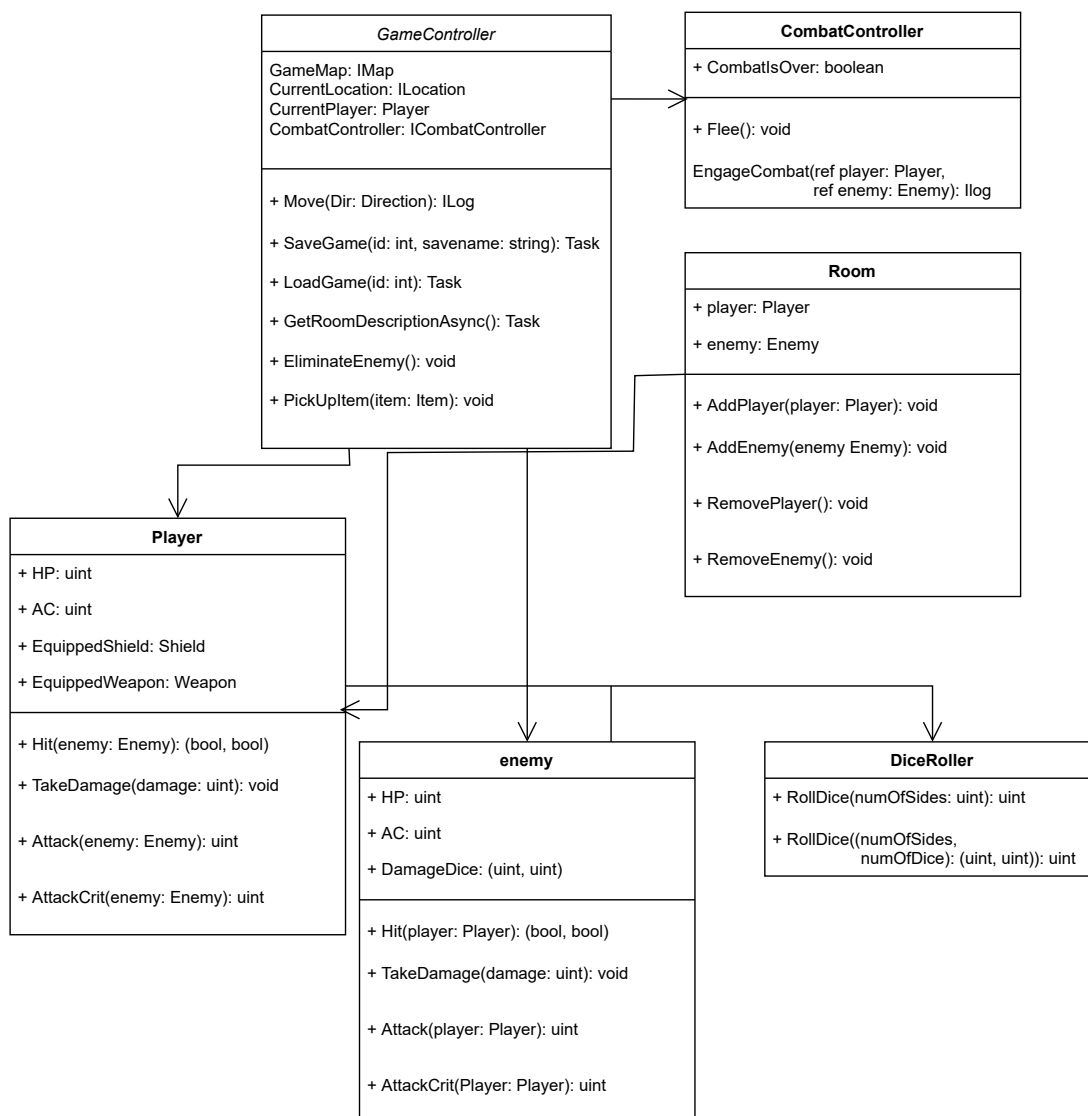 GameController
GameMap: IMap
CurrentLocation: ILocation
CurrentPlayer: Player
CombatController: ICombatController
+ Move(Dir: Direction): ILog
+ SaveGame(id: int, savename: string): Task
+ LoadGame(id: int): Task
+ GetRoomDescriptionAsync(): Task
+ EliminateEnemy(): void
+ PickUpItem(item: Item): void
CombatController
+ CombatIsOver: boolean
+ Flee(): void
EngageCombat(ref player: Player,
ref enemy: Enemy): Ilog
Room
+ player: Player
+ enemy: Enemy
+ AddPlayer(player: Player): void
+ AddEnemy(enemy Enemy): void
+ RemovePlayer(): void
+ RemoveEnemy(): void
Player
+ HP: uint
+ AC: uint
+ EquippedShield: Shield
+ EquippedWeapon: Weapon
+ Hit(enemy: Enemy): (bool, bool)
+ TakeDamage(damage: uint): void
+ Attack(enemy: Enemy): uint
+ AttackCrit(enemy: Enemy): uint
enemy
+ HP: uint
+ AC: uint
+ DamageDice: (uint, uint)
+ Hit(player: Player): (bool, bool)
+ TakeDamage(damage: uint): void
+ Attack(player: Player): uint
+ AttackCrit(Player: Player): uint
DiceRoller
+ RollDice(numOfSides: uint): uint
+ RollDice((numOfSides,
numOfDice): (uint, uint)): uint